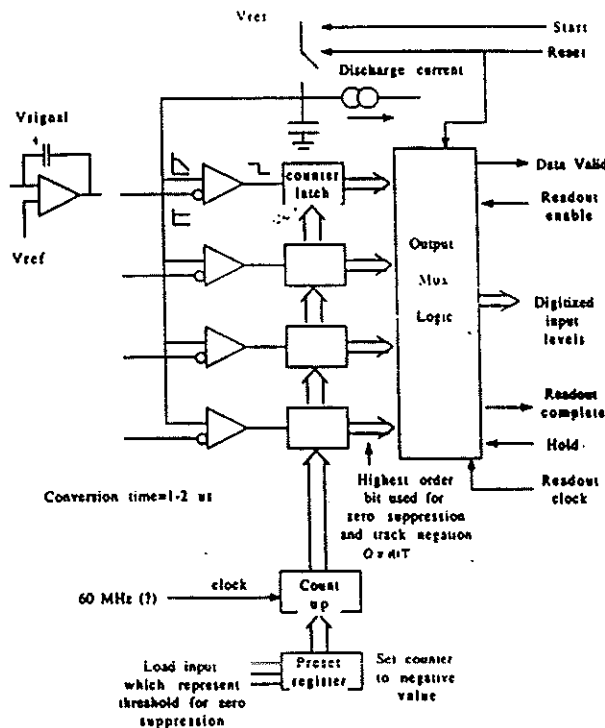 Vref
Start
Reset
Discharge current
Vsignal
Vref
counter
latch
Data Valid
Readout
enable
Output
Mux
Logic
Digitized
input
levels
Readout
complete
Hold
Readout
clock
Conversion time=1-2 us
Highest order
bit used for
zero suppression
and track negation
60 MHz (?)
clock
Count
up
Load input
which represent
threshold for zero
suppression
Preset
register
Set counter
to negative
value